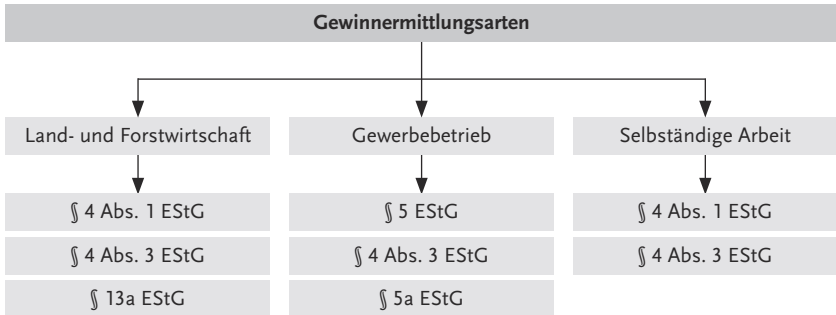 Gewinnermittlungsarten
Land- und Forstwirtschaft
Gewerbebetrieb
Selbständige Arbeit
§ 4 Abs. 1 EStG
§ 5 EStG
§ 4 Abs. 1 EStG
§ 4 Abs. 3 EStG
§ 4 Abs. 3 EStG
§ 4 Abs. 3 EStG
§ 13a EStG
§ 5a EStG